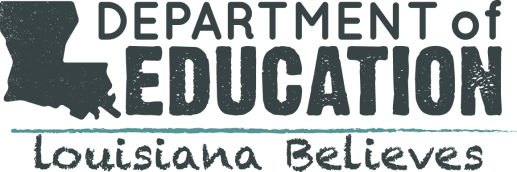 DEPARTMENT of
EDUCATION
Louisiana Believes